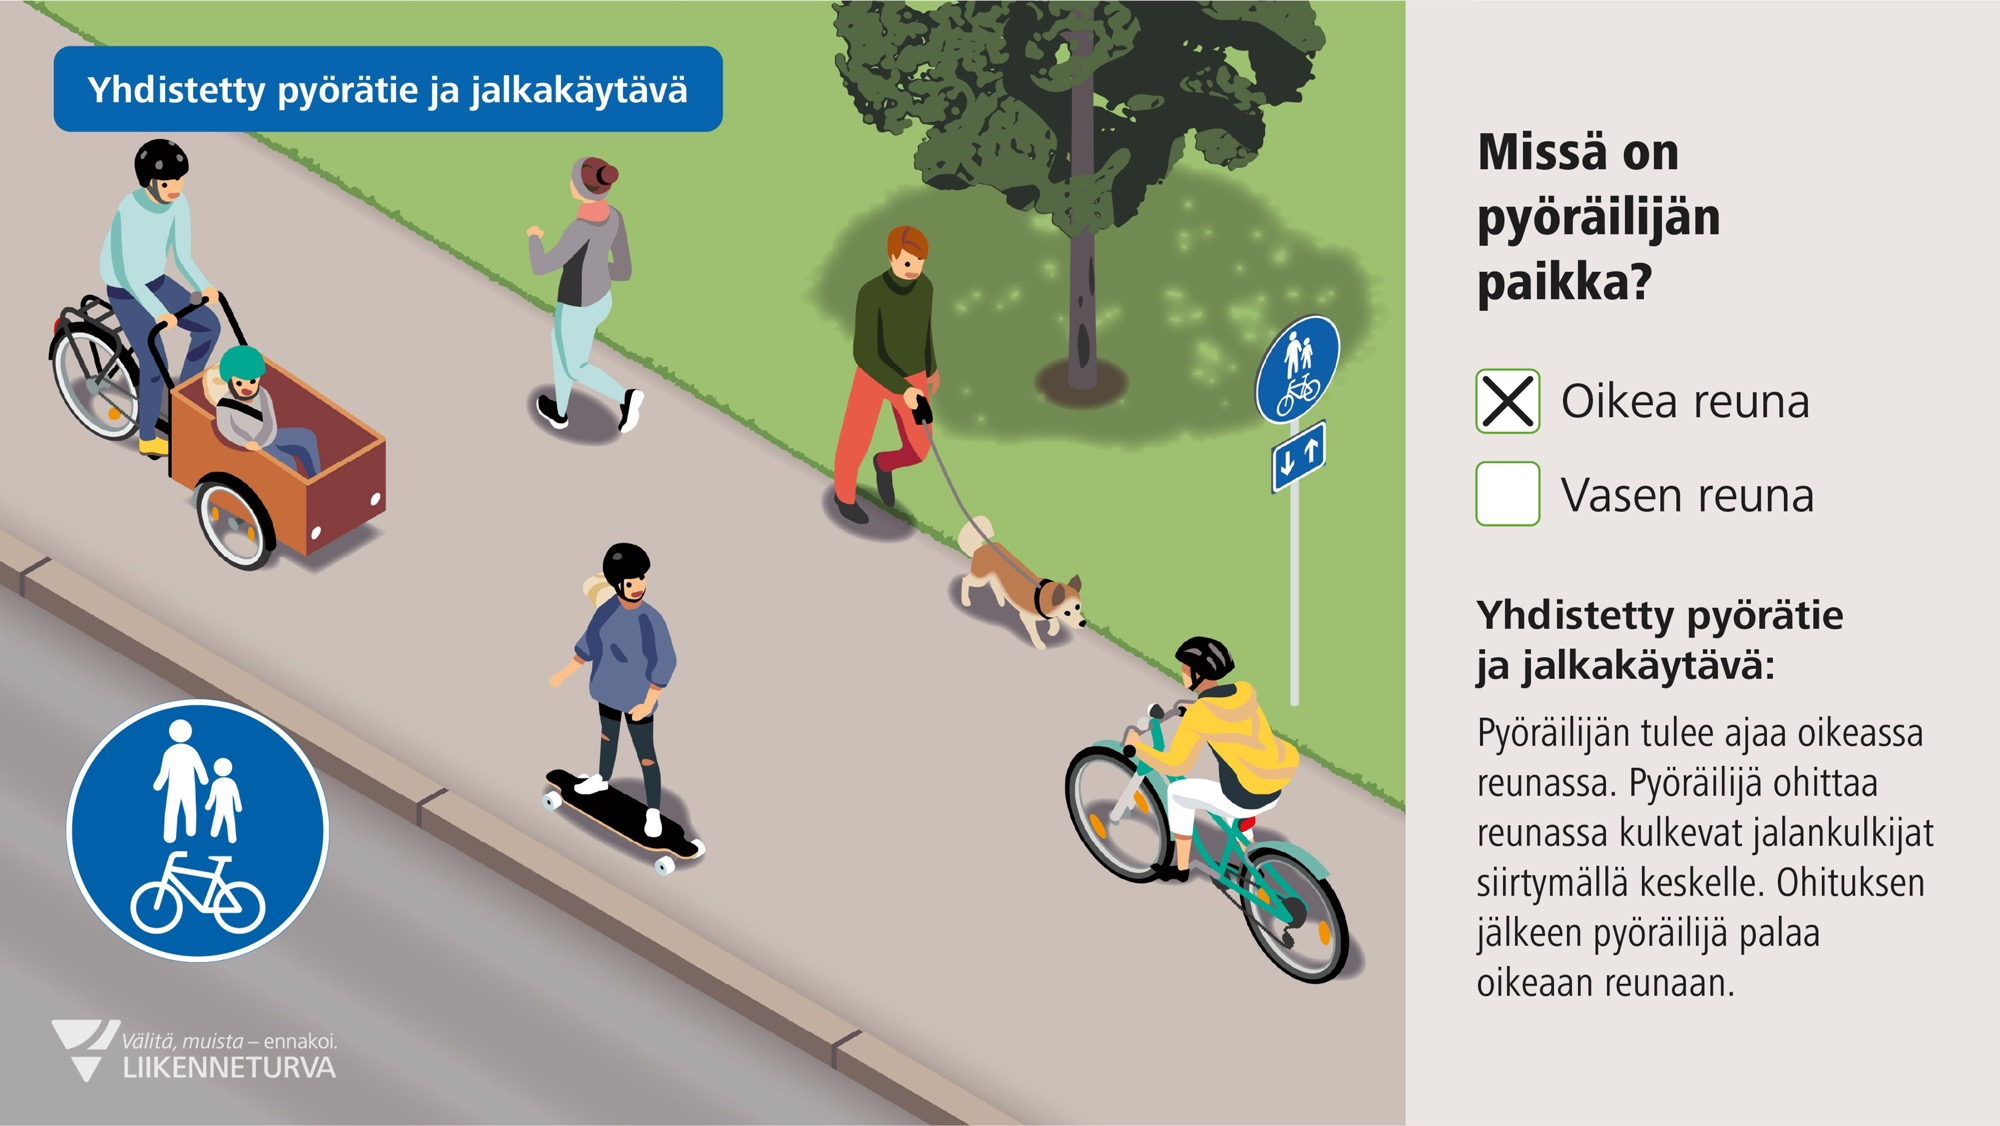 Yhdistetty pyörätie ja jalkakäytävä
Välitä, muista – ennakoi.
LIIKENNETURVA
Missä on
pyöräilijän
paikka?
Oikea reuna
Vasen reuna
Yhdistetty pyörätie
ja jalkakäytävä:
Pyöräilijän tulee ajaa oikeassa
reunassa. Pyöräilijä ohittaa
reunassa kulkevat jalankulkijat
siirtymällä keskelle. Ohituksen
jälkeen pyöräilijä palaa
oikeaan reunaan.